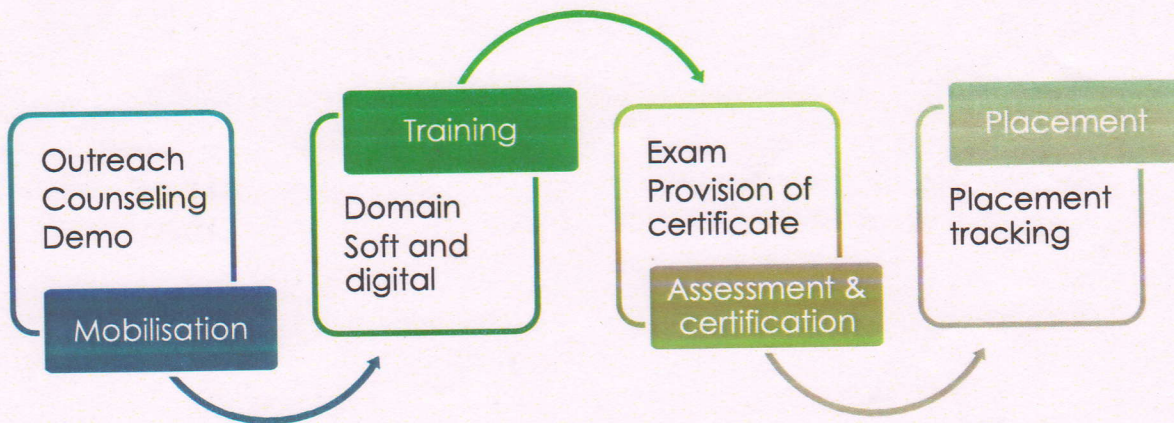 Outreach
Counseling
Demo
Mobilisation
Training
Domain
Soft and
digital
Exam
Provision of
certificate
Assessment &
certification
Placement
Placement
tracking